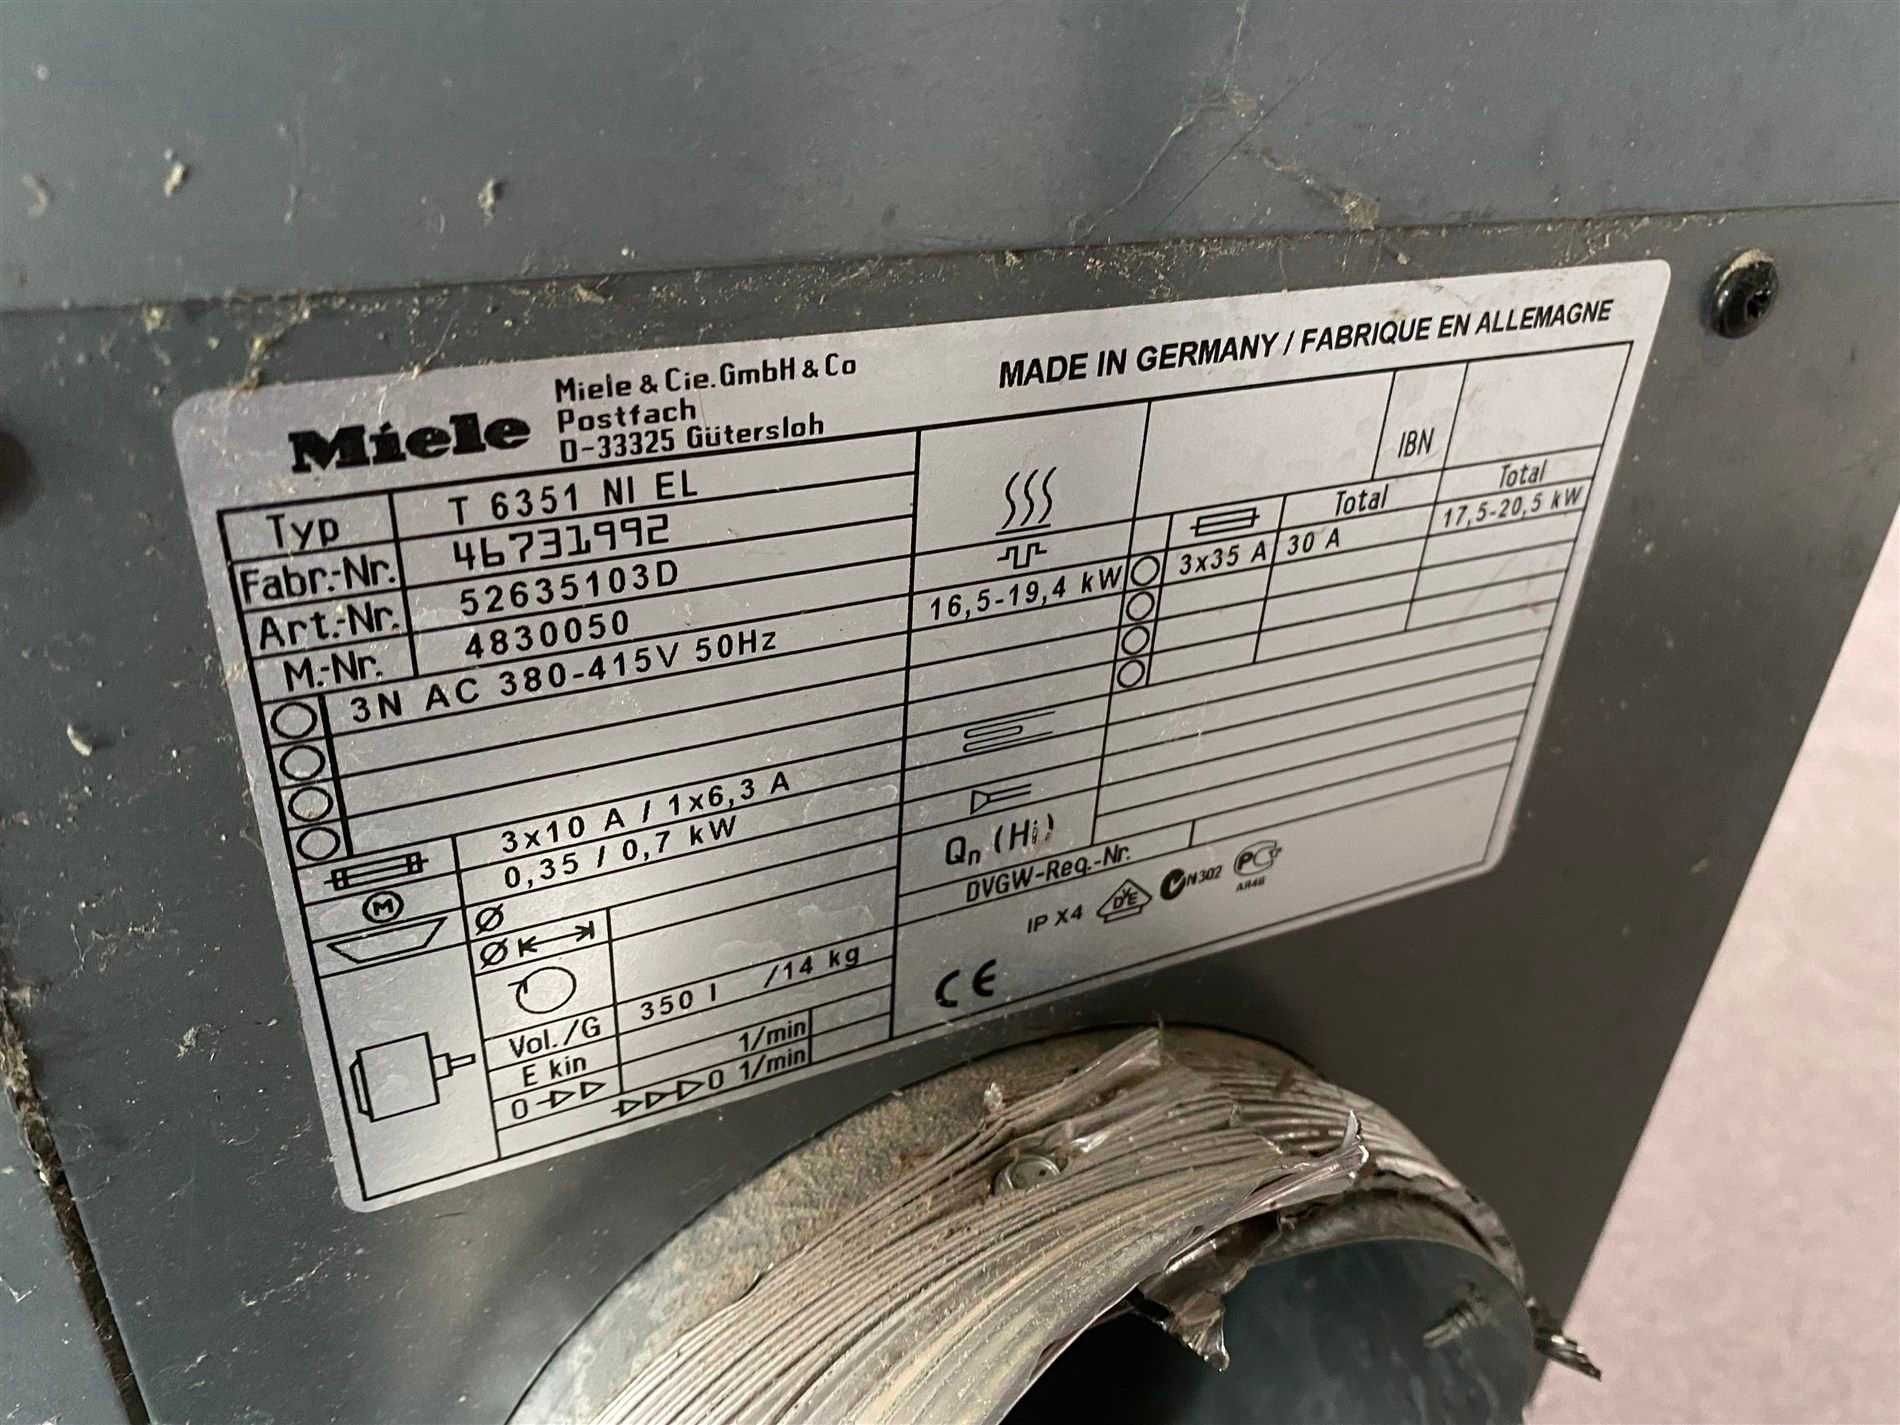 Miele
Miele & Cie. GmbH & Co
Postfach
D-33325 Gütersloh
MADE IN GERMANY / FABRIQUE EN ALLEMAGNE
Typ T 6351 NI EL
Fabr.-Nr. 46731992
Art.-Nr. 52635103D
M.-Nr. 4830050
3N AC 380-415V 50Hz
3x10 A / 1x6,3 A
M 0,35 / 0,7 kW
Ø
Ø
Vol./G 350 l /14 kg
E kin 1/min
0 0 1/min
16,5-19,4 kW
IBN
Total Total
3x35 A 30 A 17,5-20,5 kW
Qn (Hi)
DVGW-Reg.-Nr.
IP X4 DVE N302 PC
CE